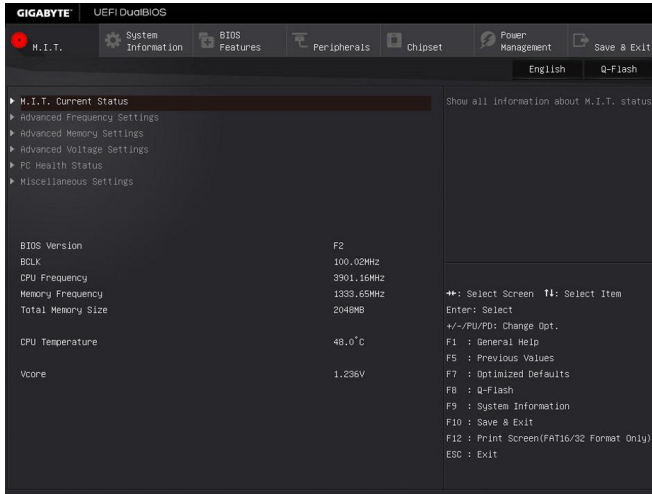 GIGABYTE™ UEFI DualBIOS
M.I.T.
System Information
BIOS Features
Peripherals
Chipset
Power Management
Save & Exit
English
Q-Flash
M.I.T. Current Status
Advanced Frequency Settings
Advanced Memory Settings
Advanced Voltage Settings
PC Health Status
Miscellaneous Settings
BIOS Version F2
BCLK 100.02MHz
CPU Frequency 3901.16MHz
Memory Frequency 1333.65MHz
Total Memory Size 2048MB
CPU Temperature 48.0°C
Vcore 1.236V
Show all information about M.I.T. status
→←: Select Screen ↑↓: Select Item
Enter: Select
+/-/PU/PD: Change Opt.
F1 : General Help
F5 : Previous Values
F7 : Optimized Defaults
F8 : Q-Flash
F9 : System Information
F10 : Save & Exit
F12 : Print Screen(FAT16/32 Format Only)
ESC : Exit